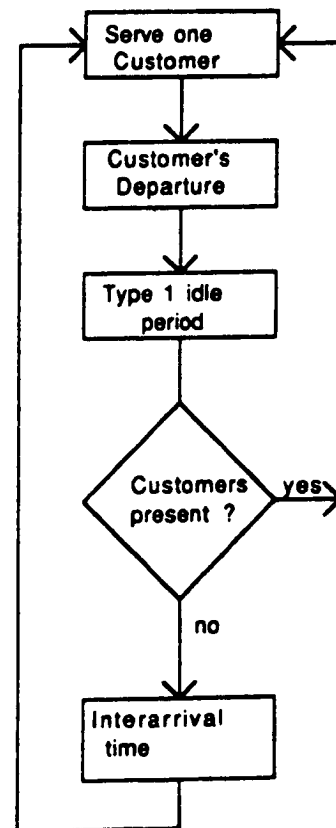 Serve one
Customer
Customer's
Departure
Type 1 idle
period
Customers
present ?
yes
no
Interarrival
time